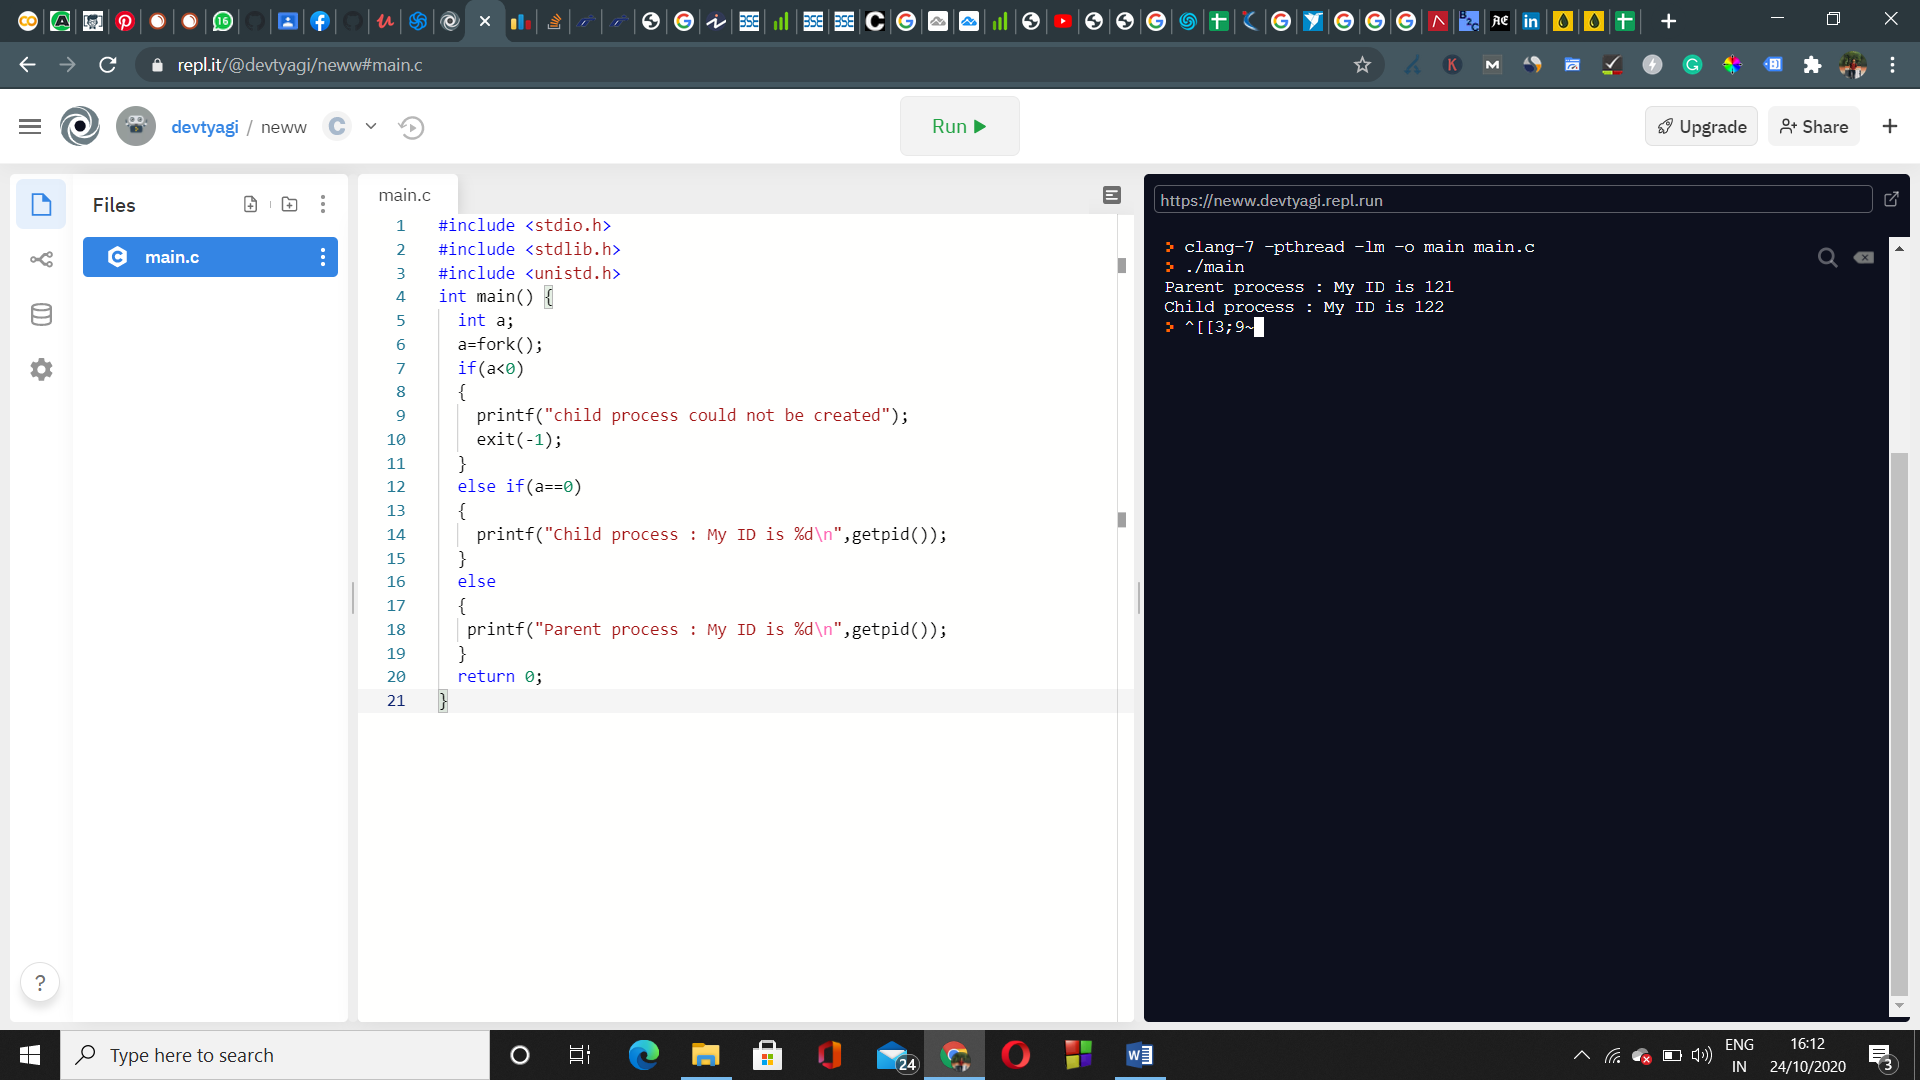 repl.it/@devtyagi/neww#main.c
devtyagi / neww C
Run
Upgrade
Share
Files
main.c
main.c
1 #include <stdio.h>
2 #include <stdlib.h>
3 #include <unistd.h>
4 int main() {
5 int a;
6 a=fork();
7 if(a<0)
8 {
9 printf("child process could not be created");
10 exit(-1);
11 }
12 else if(a==0)
13 {
14 printf("Child process : My ID is %d\n",getpid());
15 }
16 else
17 {
18 printf("Parent process : My ID is %d\n",getpid());
19 }
20 return 0;
21 }
https://neww.devtyagi.repl.run
> clang-7 -pthread -lm -o main main.c
> ./main
Parent process : My ID is 121
Child process : My ID is 122
> ^[[3;9~
?
Type here to search
24
ENG
IN
16:12
24/10/2020
3